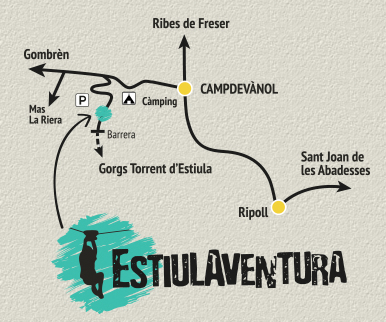 Ribes de Freser
Gombrèn
CAMPDEVÀNOL
P
Càmping
Mas
La Riera
Barrera
Gorgs Torrent d'Estiula
Sant Joan de
les Abadesses
Ripoll
ESTIULAVENTURA